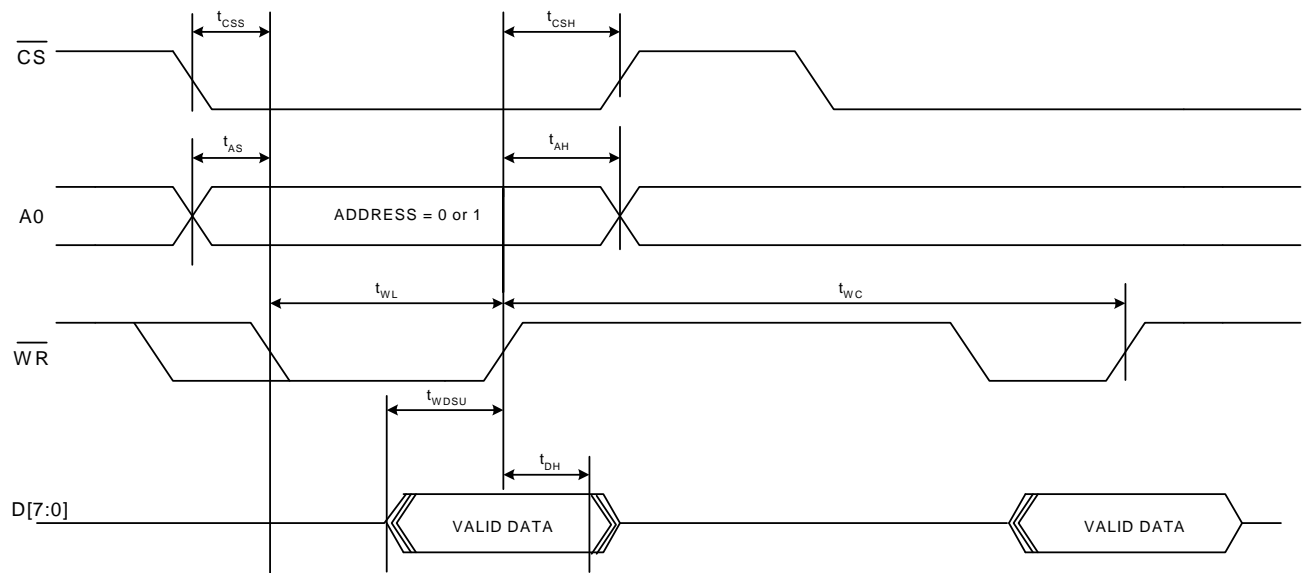 tCSS
tCSH
CS
tAS
tAH
A0
ADDRESS = 0 or 1
tWL
tWC
WR
tWDSU
tDH
D[7:0]
VALID DATA
VALID DATA